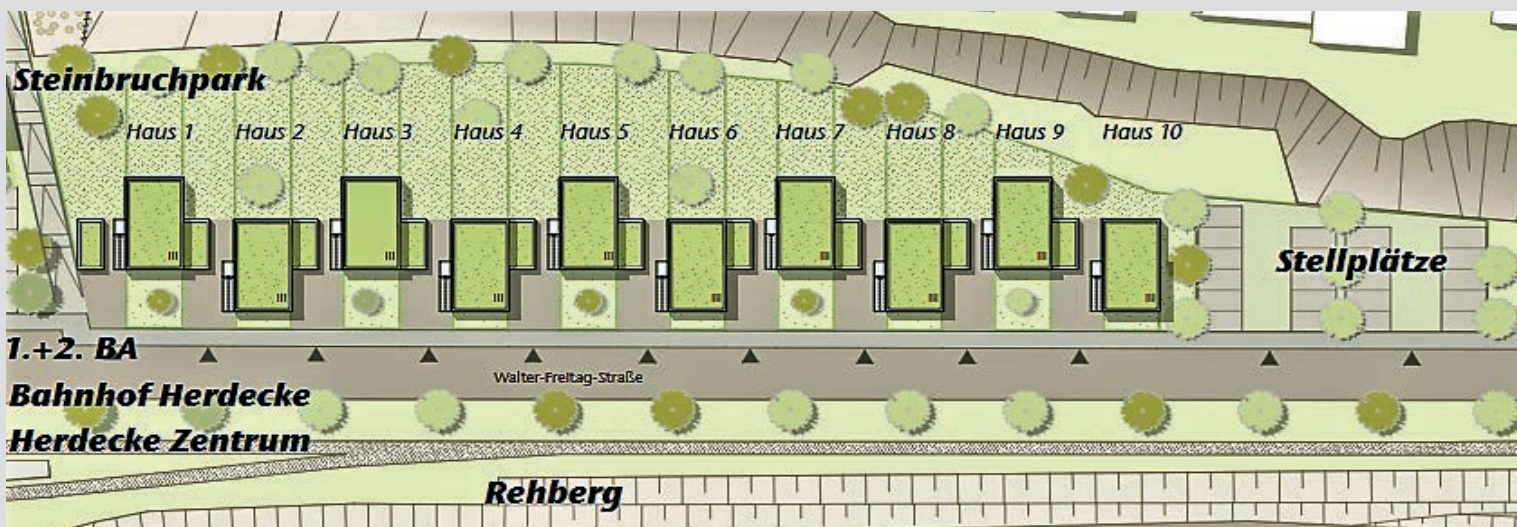 Steinbruchpark
Haus 1 Haus 2 Haus 3 Haus 4 Haus 5 Haus 6 Haus 7 Haus 8 Haus 9 Haus 10
Stellplätze
1.+2. BA
Walter-Freitag-Straße
Bahnhof Herdecke
Herdecke Zentrum
Rehberg